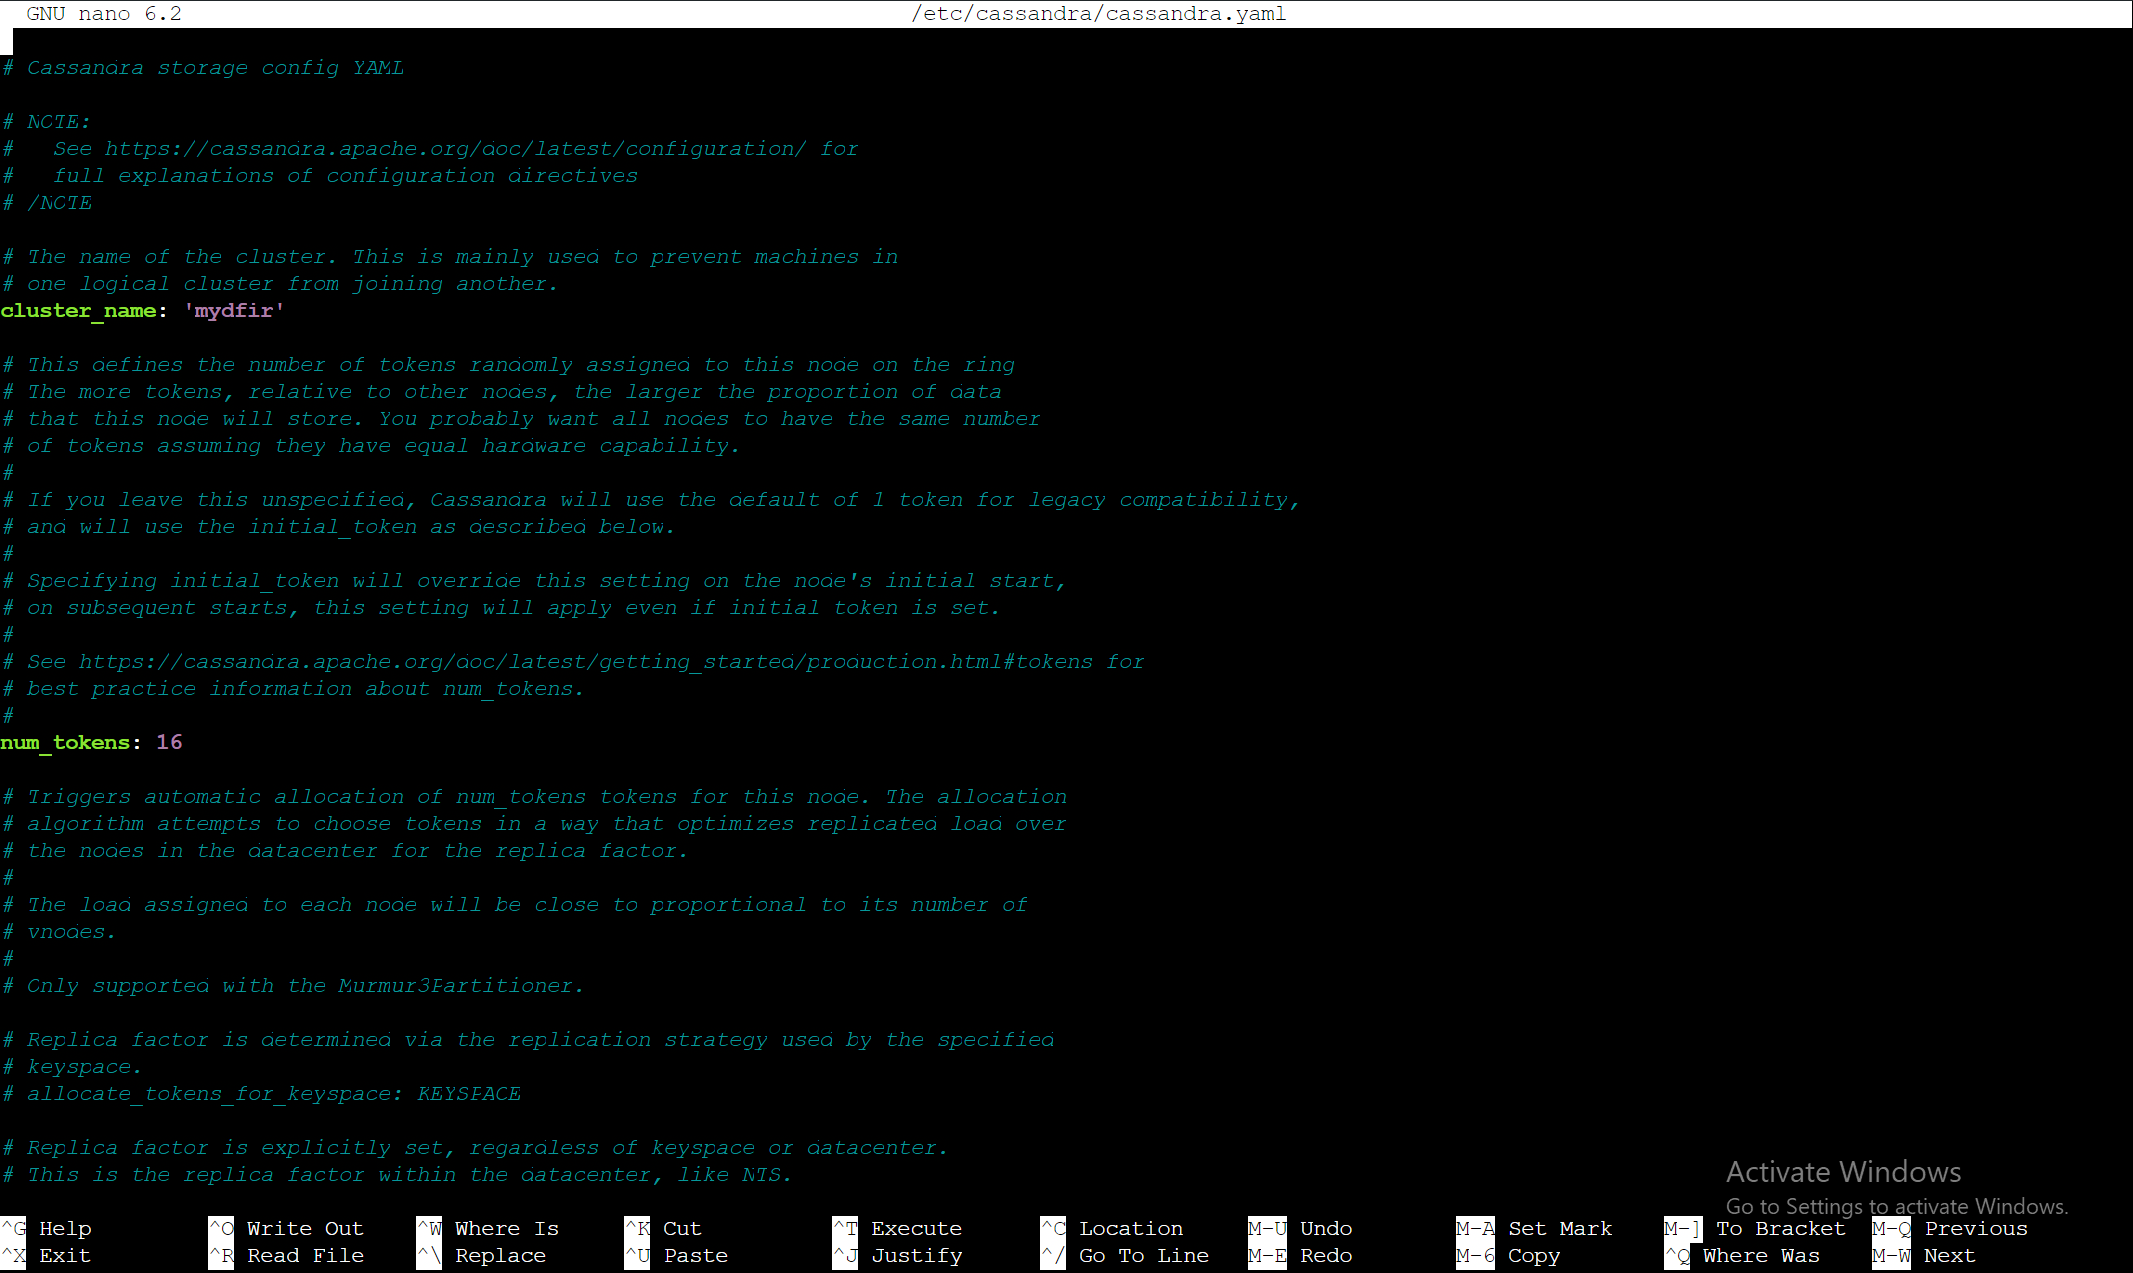 GNU nano 6.2 /etc/cassandra/cassandra.yaml
# Cassandra storage config YAML
# NOTE:
#   See https://cassandra.apache.org/doc/latest/configuration/ for
#   full explanations of configuration directives
# /NOTE
# The name of the cluster. This is mainly used to prevent machines in
# one logical cluster from joining another.
cluster_name: 'mydfir'
# This defines the number of tokens randomly assigned to this node on the ring
# The more tokens, relative to other nodes, the larger the proportion of data
# that this node will store. You probably want all nodes to have the same number
# of tokens assuming they have equal hardware capability.
#
# If you leave this unspecified, Cassandra will use the default of 1 token for legacy compatibility,
# and will use the initial_token as described below.
#
# Specifying initial_token will override this setting on the node's initial start,
# on subsequent starts, this setting will apply even if initial token is set.
#
# See https://cassandra.apache.org/doc/latest/getting_started/production.html#tokens for
# best practice information about num_tokens.
#
num_tokens: 16
# Triggers automatic allocation of num_tokens tokens for this node. The allocation
# algorithm attempts to choose tokens in a way that optimizes replicated load over
# the nodes in the datacenter for the replica factor.
#
# The load assigned to each node will be close to proportional to its number of
# vnodes.
#
# Only supported with the Murmur3Partitioner.
# Replica factor is determined via the replication strategy used by the specified
# keyspace.
# allocate_tokens_for_keyspace: KEYSPACE
# Replica factor is explicitly set, regardless of keyspace or datacenter.
# This is the replica factor within the datacenter, like NTS.
Activate Windows
Go to Settings to activate Windows.
^G Help ^O Write Out ^W Where Is ^K Cut ^T Execute ^C Location M-U Undo M-A Set Mark M-] To Bracket M-Q Previous
^X Exit ^R Read File ^\ Replace ^U Paste ^J Justify ^/ Go To Line M-E Redo M-6 Copy ^Q Where Was M-W Next